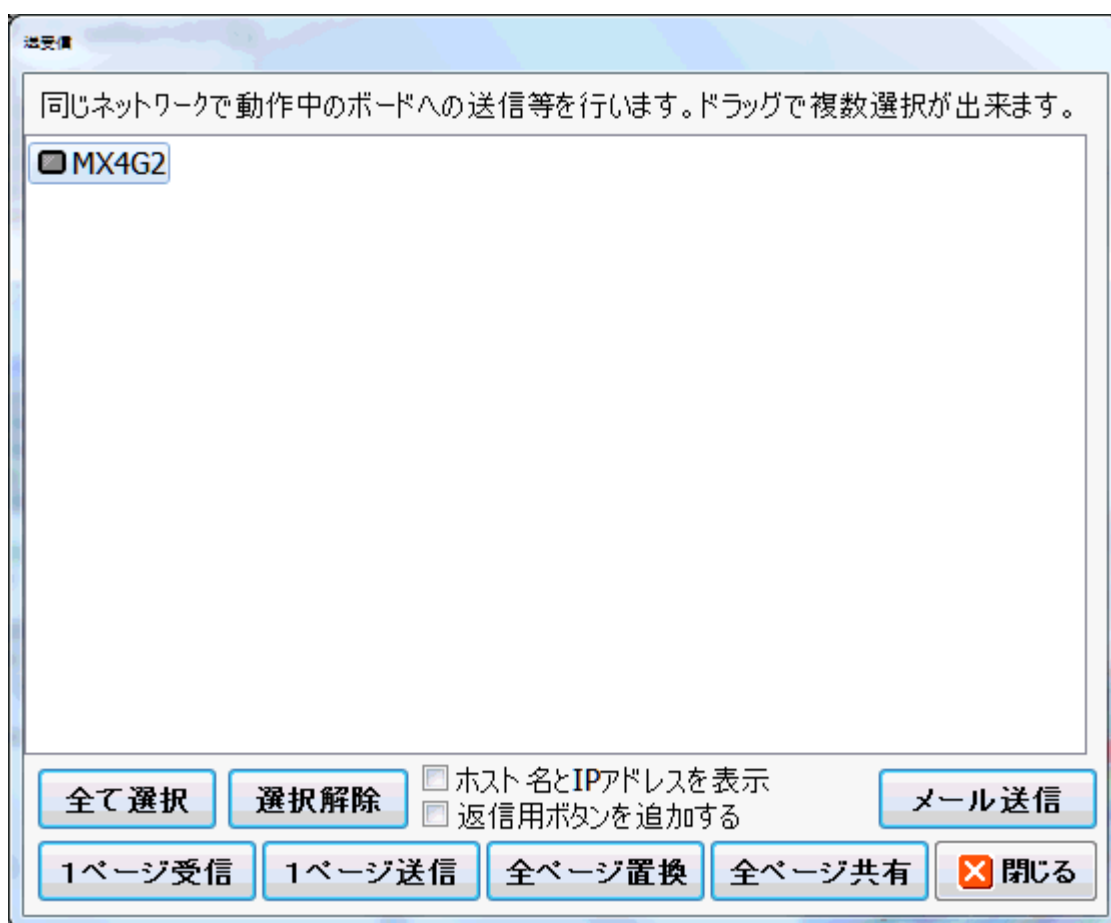 送受信
同じネットワークで動作中のボードへの送信等を行います。ドラッグで複数選択が出来ます。
MX4G2
全て選択
選択解除
ホスト名とIPアドレスを表示
返信用ボタンを追加する
メール送信
1ページ受信
1ページ送信
全ページ置換
全ページ共有
閉じる